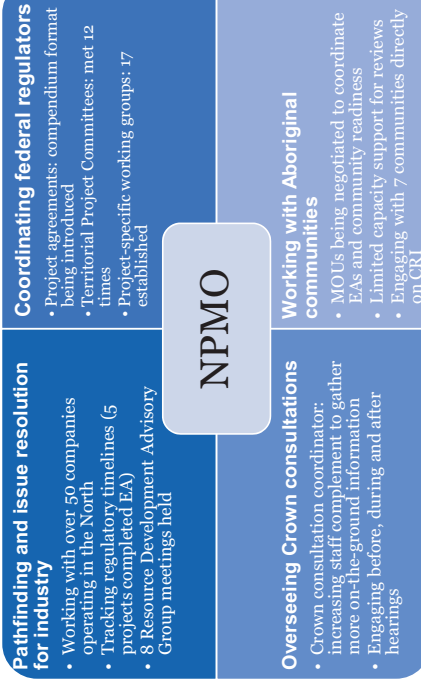 Pathfinding and issue resolution
for industry
• Working with over 50 companies
operating in the North
• Tracking regulatory timelines (5
projects completed EA)
• 8 Resource Development Advisory
Group meetings held
Coordinating federal regulators
• Project agreements: compendium format
being introduced
• Territorial Project Committees: met 12
times
• Project-specific working groups: 17
established
NPMO
Overseeing Crown consultations
• Crown consultation coordinator:
increasing staff complement to gather
more on-the-ground information
• Engaging before, during and after
hearings
Working with Aboriginal
communities
• MOUs being negotiated to coordinate
EAs and community readiness
• Limited capacity support for reviews
• Engaging with 7 communities directly
on CRI